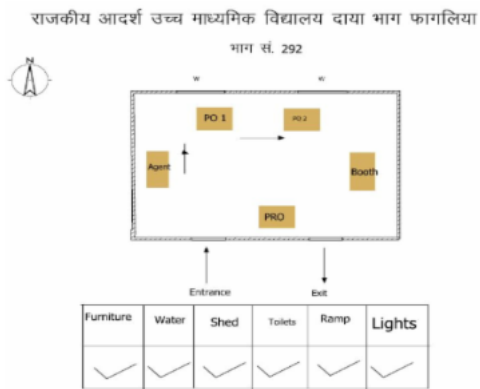 राजकीय आदर्श उच्च माध्यमिक विद्यालय दाया भाग फागलिया
भाग सं. 292
N
W W
PO 1 PO 2
Agent
Booth
PRO
Entrance Exit
Furniture Water Shed Toilets Ramp Lights